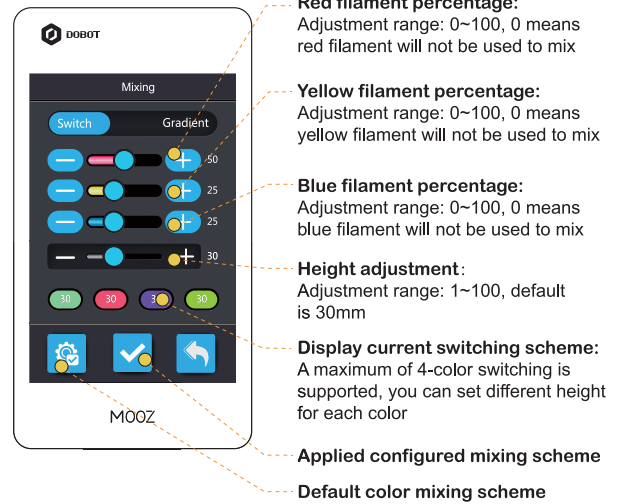 Red filament percentage:
Adjustment range: 0~100, 0 means
red filament will not be used to mix
DOBOT
Mixing
Switch
Gradient
50
25
25
30
30
30
30
30
MOOZ
Yellow filament percentage:
Adjustment range: 0~100, 0 means
yellow filament will not be used to mix
Blue filament percentage:
Adjustment range: 0~100, 0 means
blue filament will not be used to mix
Height adjustment:
Adjustment range: 1~100, default
is 30mm
Display current switching scheme:
A maximum of 4-color switching is
supported, you can set different height
for each color
Applied configured mixing scheme
Default color mixing scheme